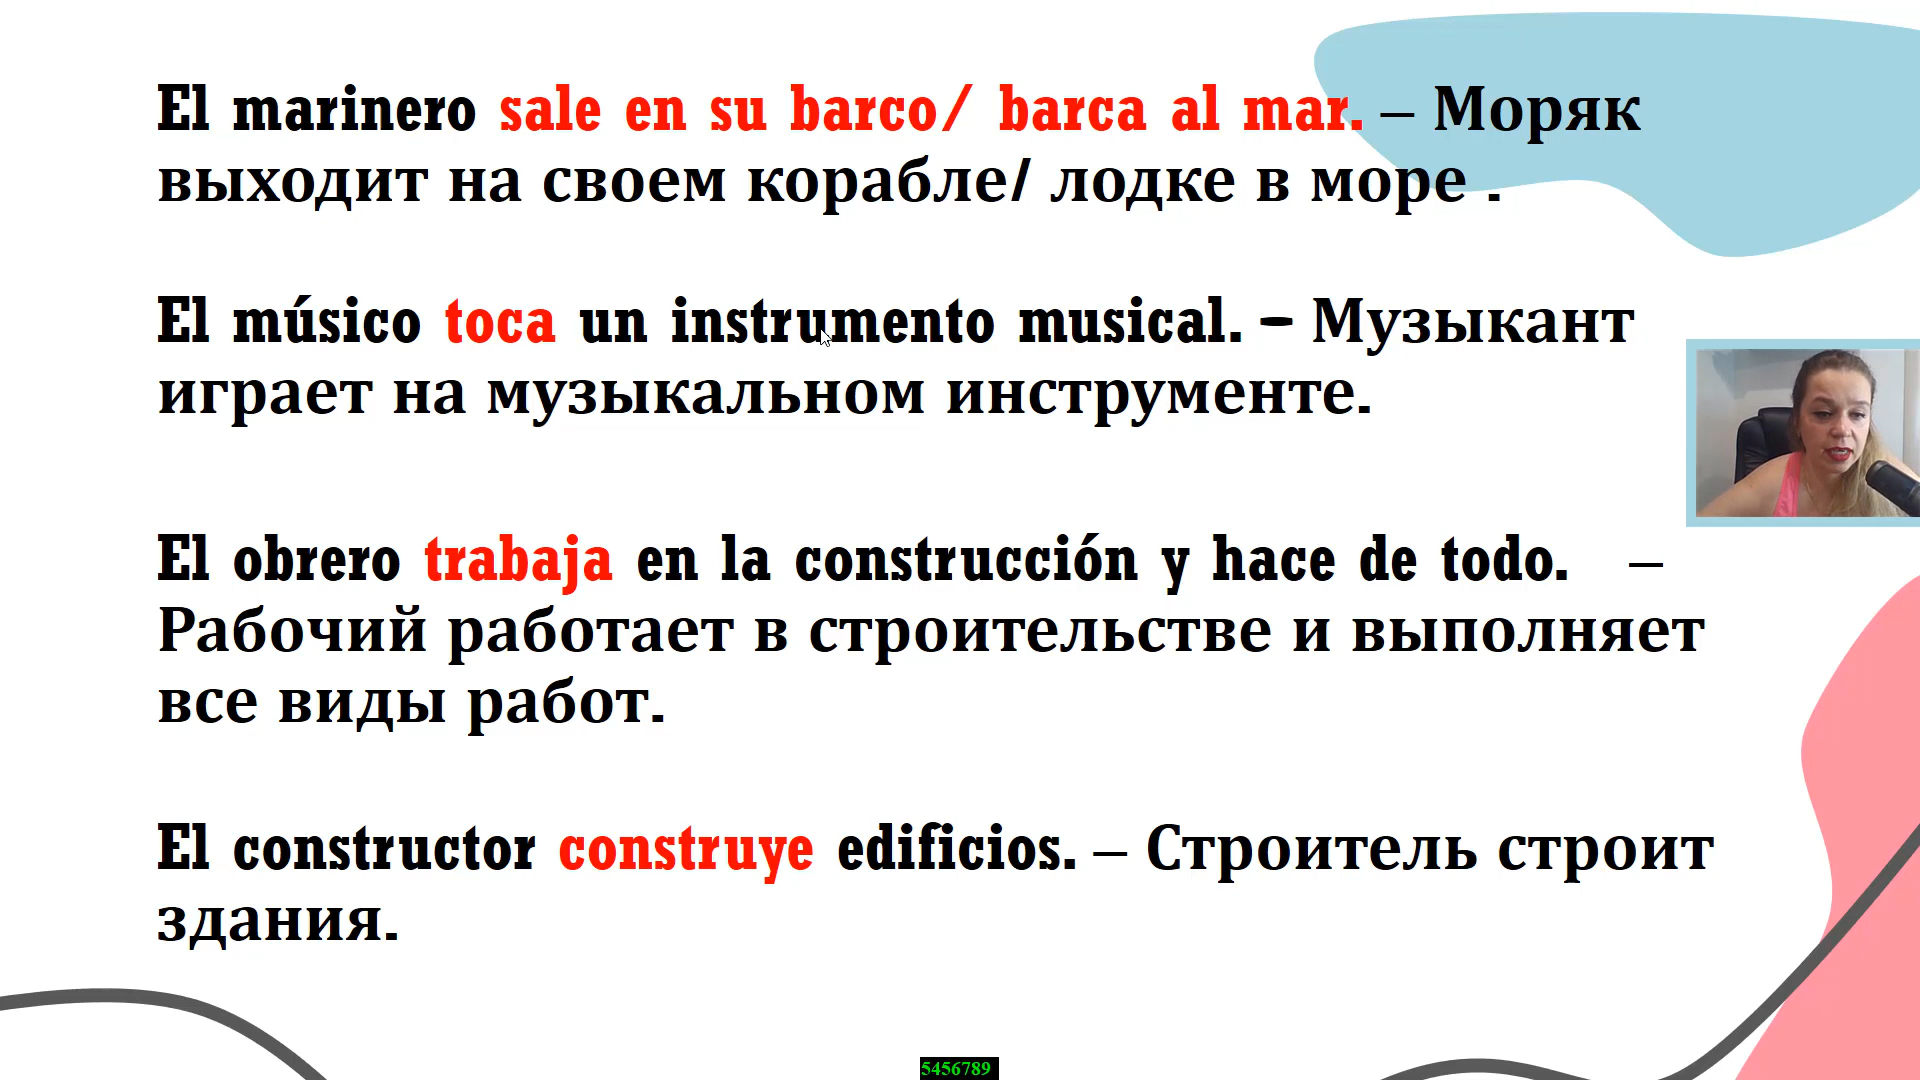 El marinero sale en su barco/ barca al mar. – Моряк
выходит на своем корабле/ лодке в море .
El músico toca un instrumento musical. – Музыкант
играет на музыкальном инструменте.
El obrero trabaja en la construcción y hace de todo. –
Рабочий работает в строительстве и выполняет
все виды работ.
El constructor construye edificios. – Строитель строит
здания.
5456789